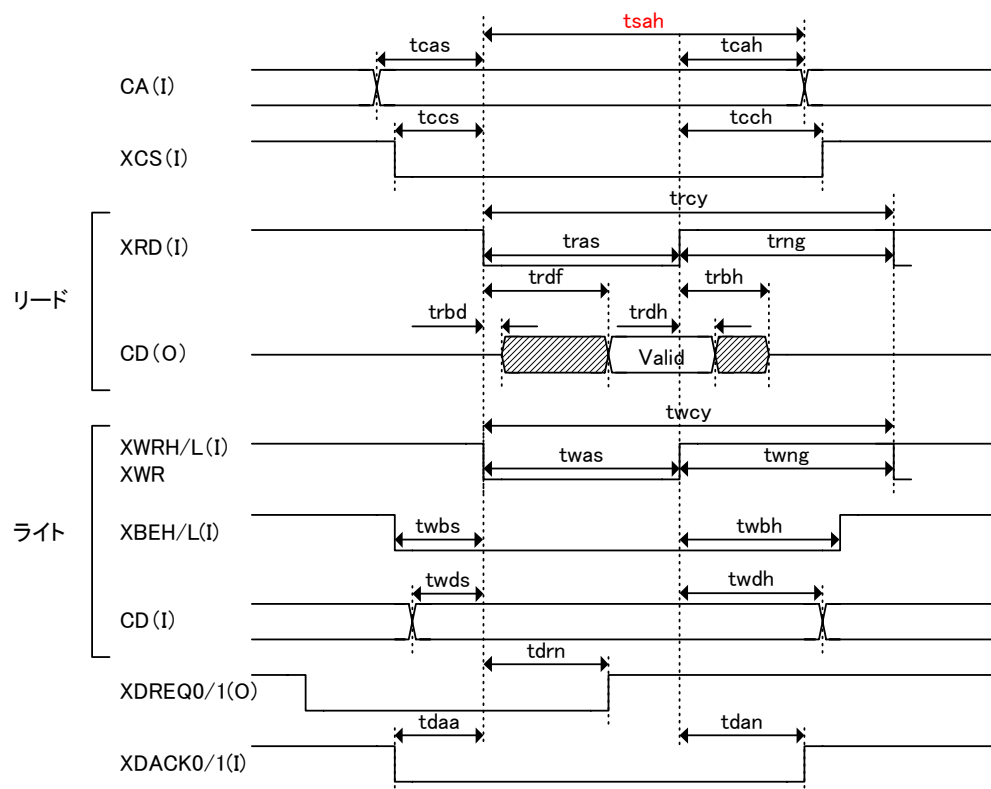 tsah
tcas tcah
CA(I)
tccs tcch
XCS(I)
trcy
XRD(I) tras trng
リード
trdf trbh
trbd trdh
CD(O) Valid
twcy
XWRH/L(I)
XWR twas twng
ライト
XBEH/L(I) twbs twbh
twds twdh
CD(I)
tdrn
XDREQ0/1(O)
tdaa tdan
XDACK0/1(I)